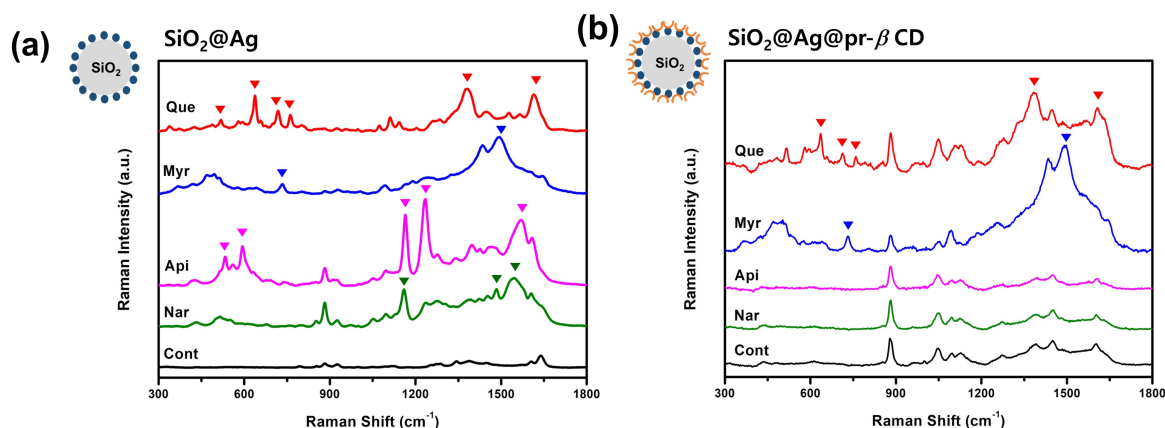 (a)
SiO₂
SiO₂@Ag
Que
Myr
Api
Nar
Cont
300 600 900 1200 1500 1800
Raman Shift (cm⁻¹)
Raman Intensity (a.u.)
(b)
SiO₂
SiO₂@Ag@pr-β CD
Que
Myr
Api
Nar
Cont
300 600 900 1200 1500 1800
Raman Shift (cm⁻¹)
Raman Intensity (a.u.)